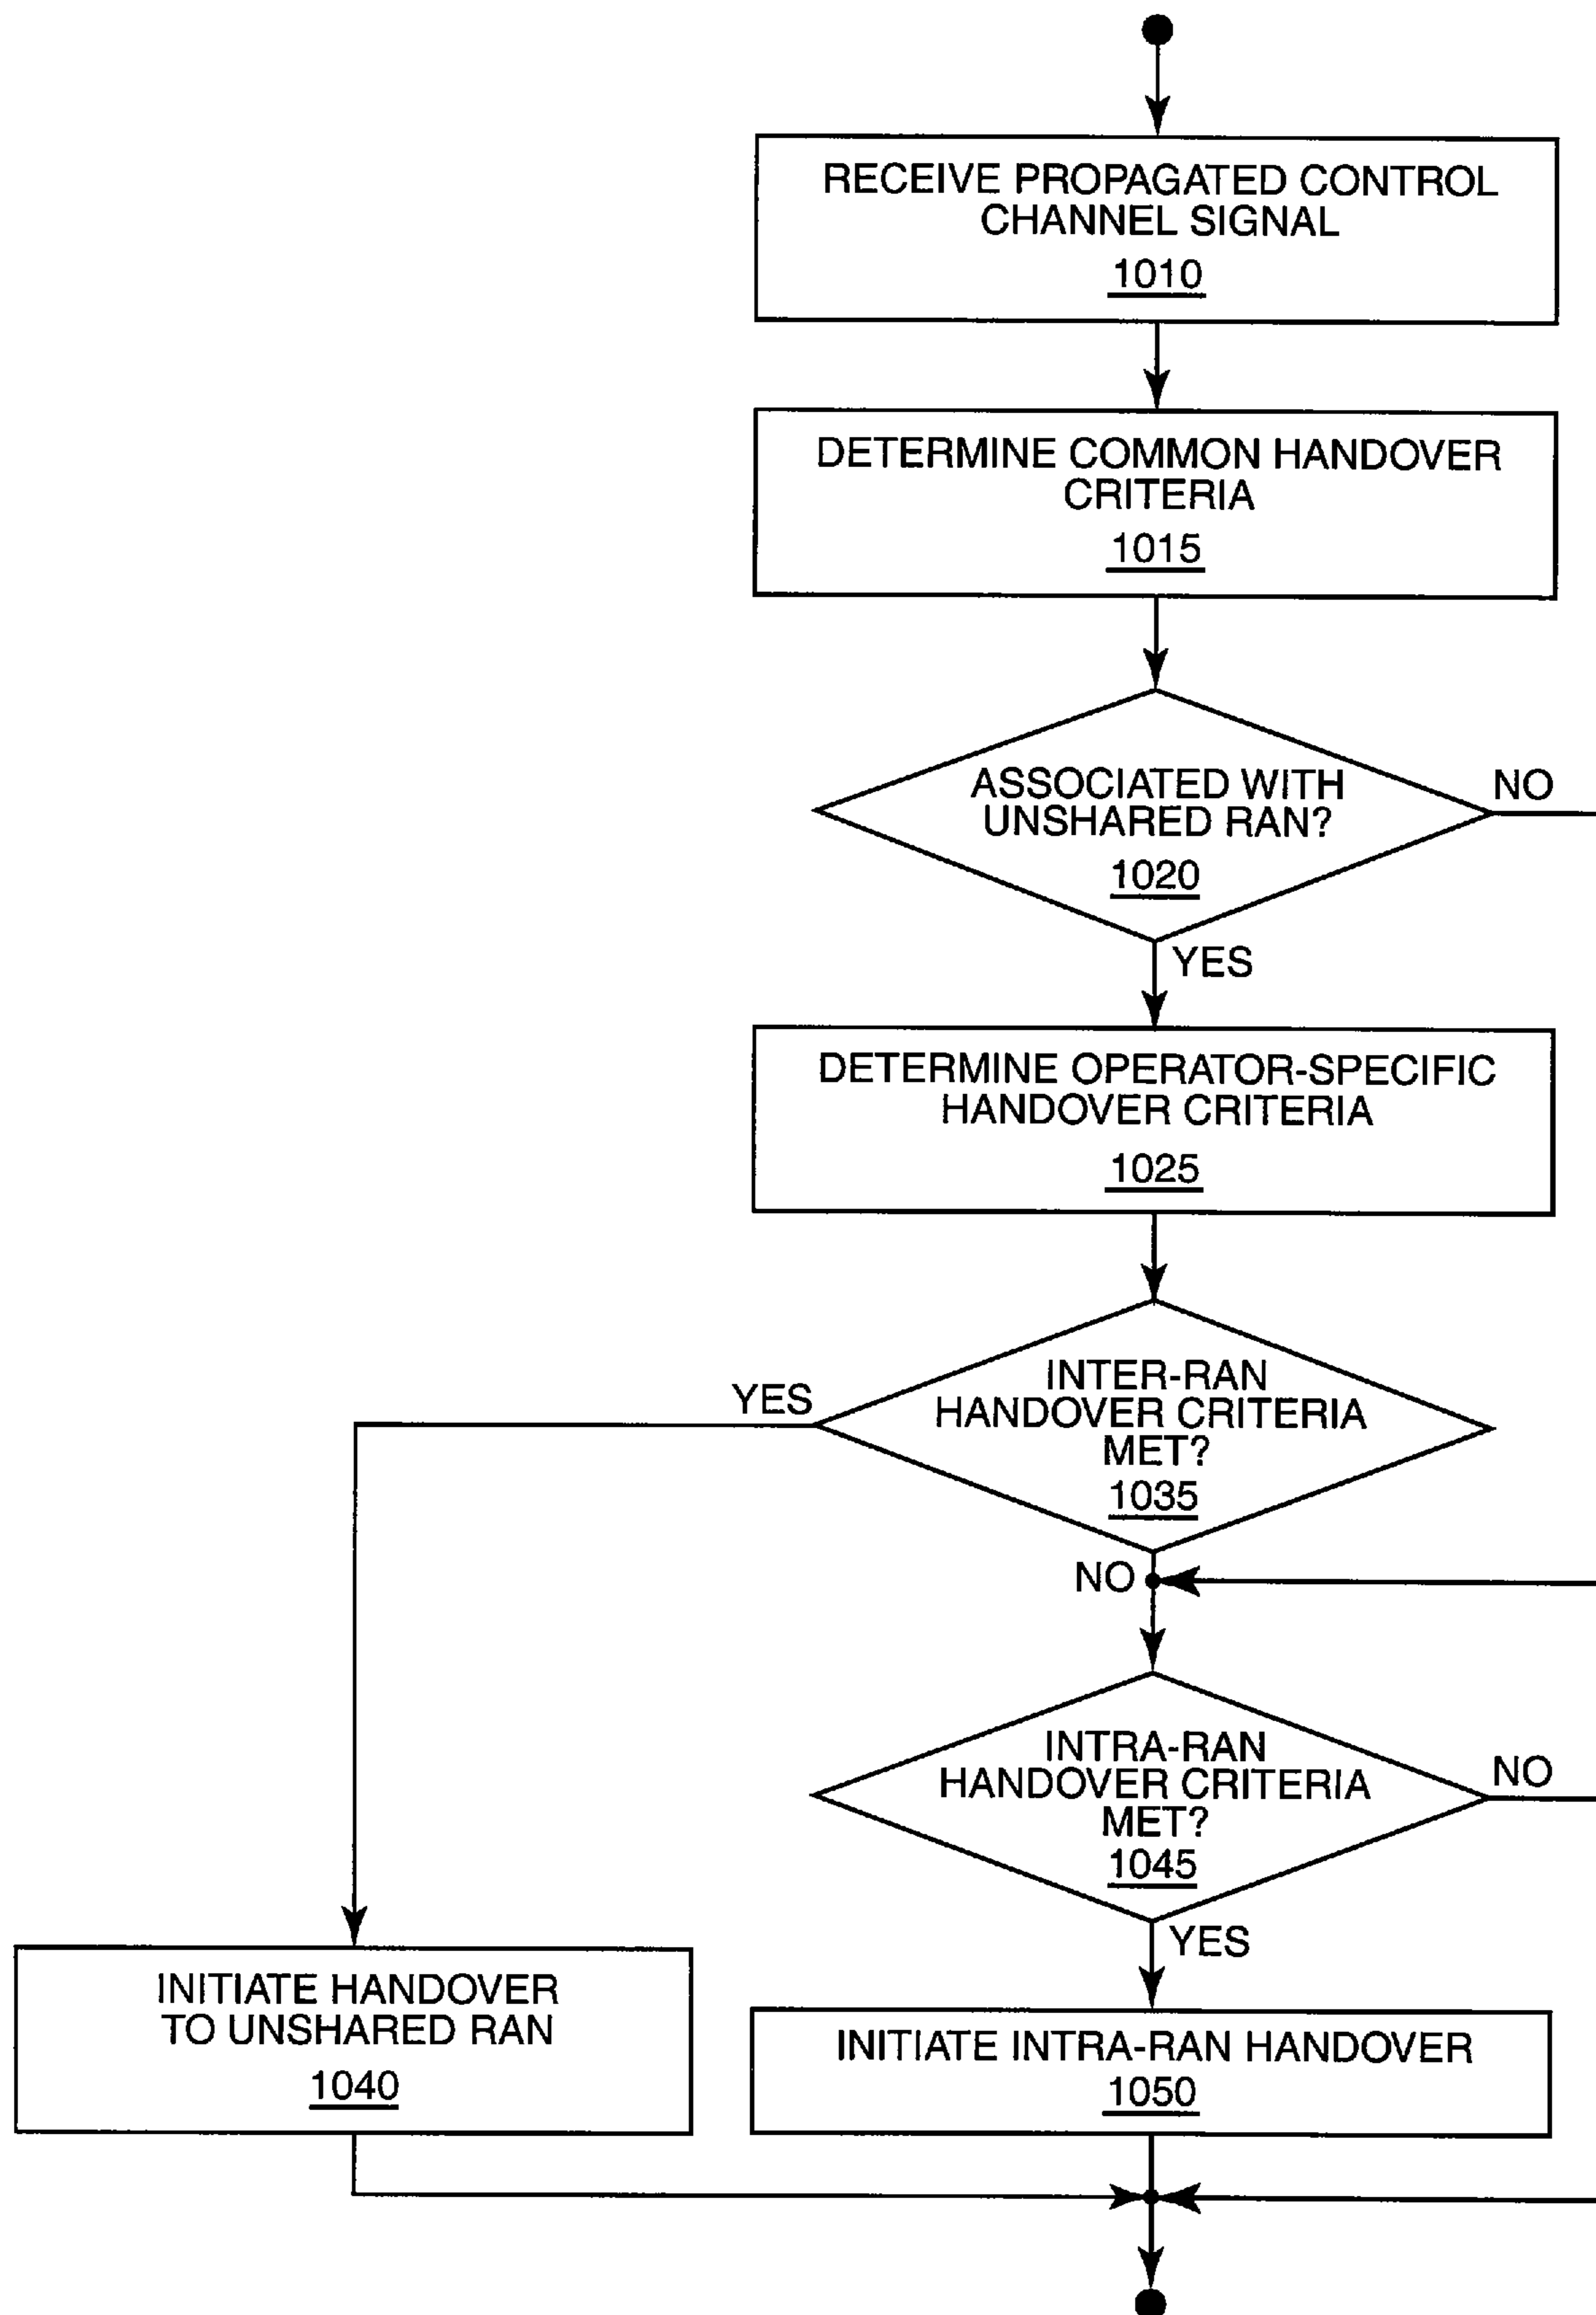 RECEIVE PROPAGATED CONTROL
CHANNEL SIGNAL
1010
DETERMINE COMMON HANDOVER
CRITERIA
1015
ASSOCIATED WITH
UNSHARED RAN?
1020
NO
YES
DETERMINE OPERATOR-SPECIFIC
HANDOVER CRITERIA
1025
INTER-RAN
HANDOVER CRITERIA
MET?
1035
YES
NO
INTRA-RAN
HANDOVER CRITERIA
MET?
1045
NO
YES
INITIATE HANDOVER
TO UNSHARED RAN
1040
INITIATE INTRA-RAN HANDOVER
1050